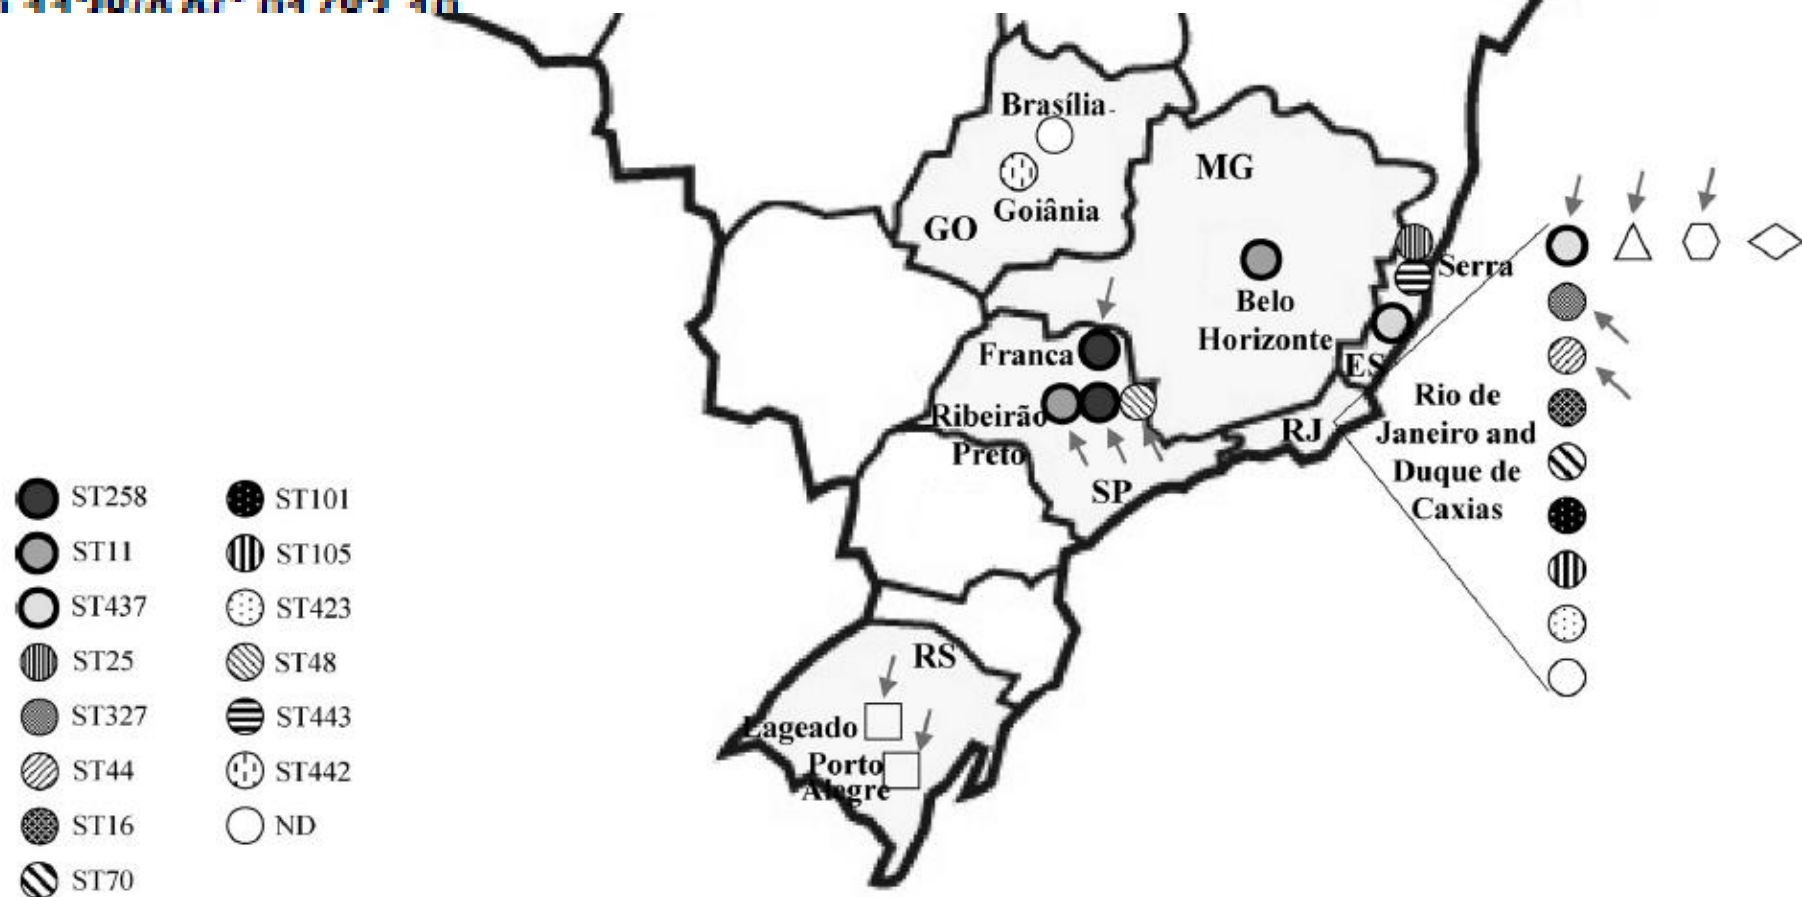 Brasília
MG
Goiânia
GO
Serra
Belo
Horizonte
Franca
ES
Rio de
Janeiro and
Duque de
Caxias
Ribeirão
Preto
RJ
SP
RS
Lageado
Porto
Alegre
ST258
ST11
ST437
ST25
ST327
ST44
ST16
ST70
ST101
ST105
ST423
ST48
ST443
ST442
ND